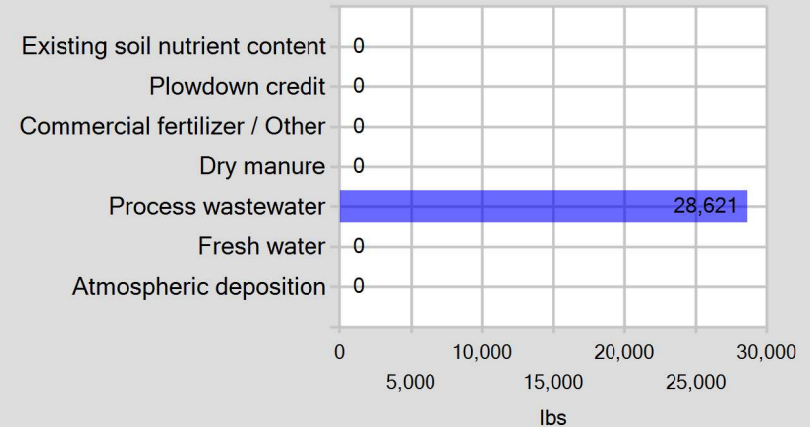 Existing soil nutrient content 0
Plowdown credit 0
Commercial fertilizer / Other 0
Dry manure 0
Process wastewater 28,621
Fresh water 0
Atmospheric deposition 0
0 10,000 20,000 30,000
5,000 15,000 25,000
lbs